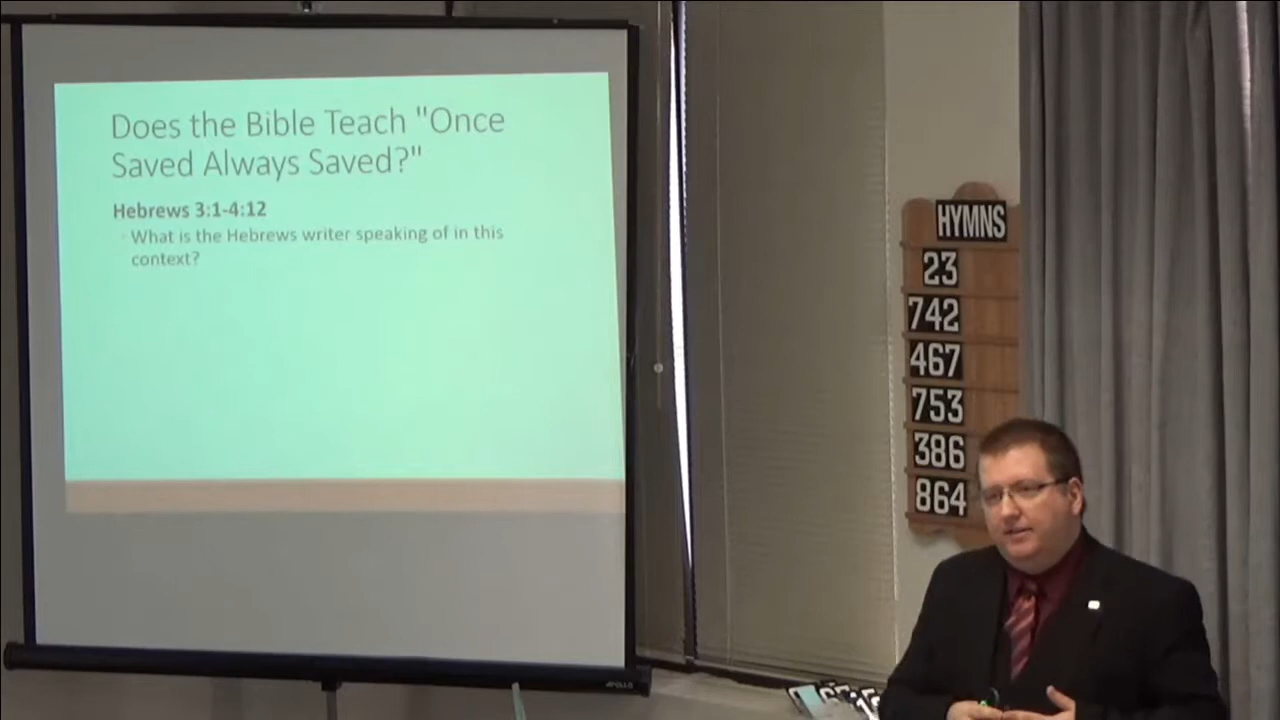 Does the Bible Teach "Once
Saved Always Saved?"
Hebrews 3:1-4:12
What is the Hebrews writer speaking of in this
context?
HYMNS
23
742
467
753
386
864
APOLLO